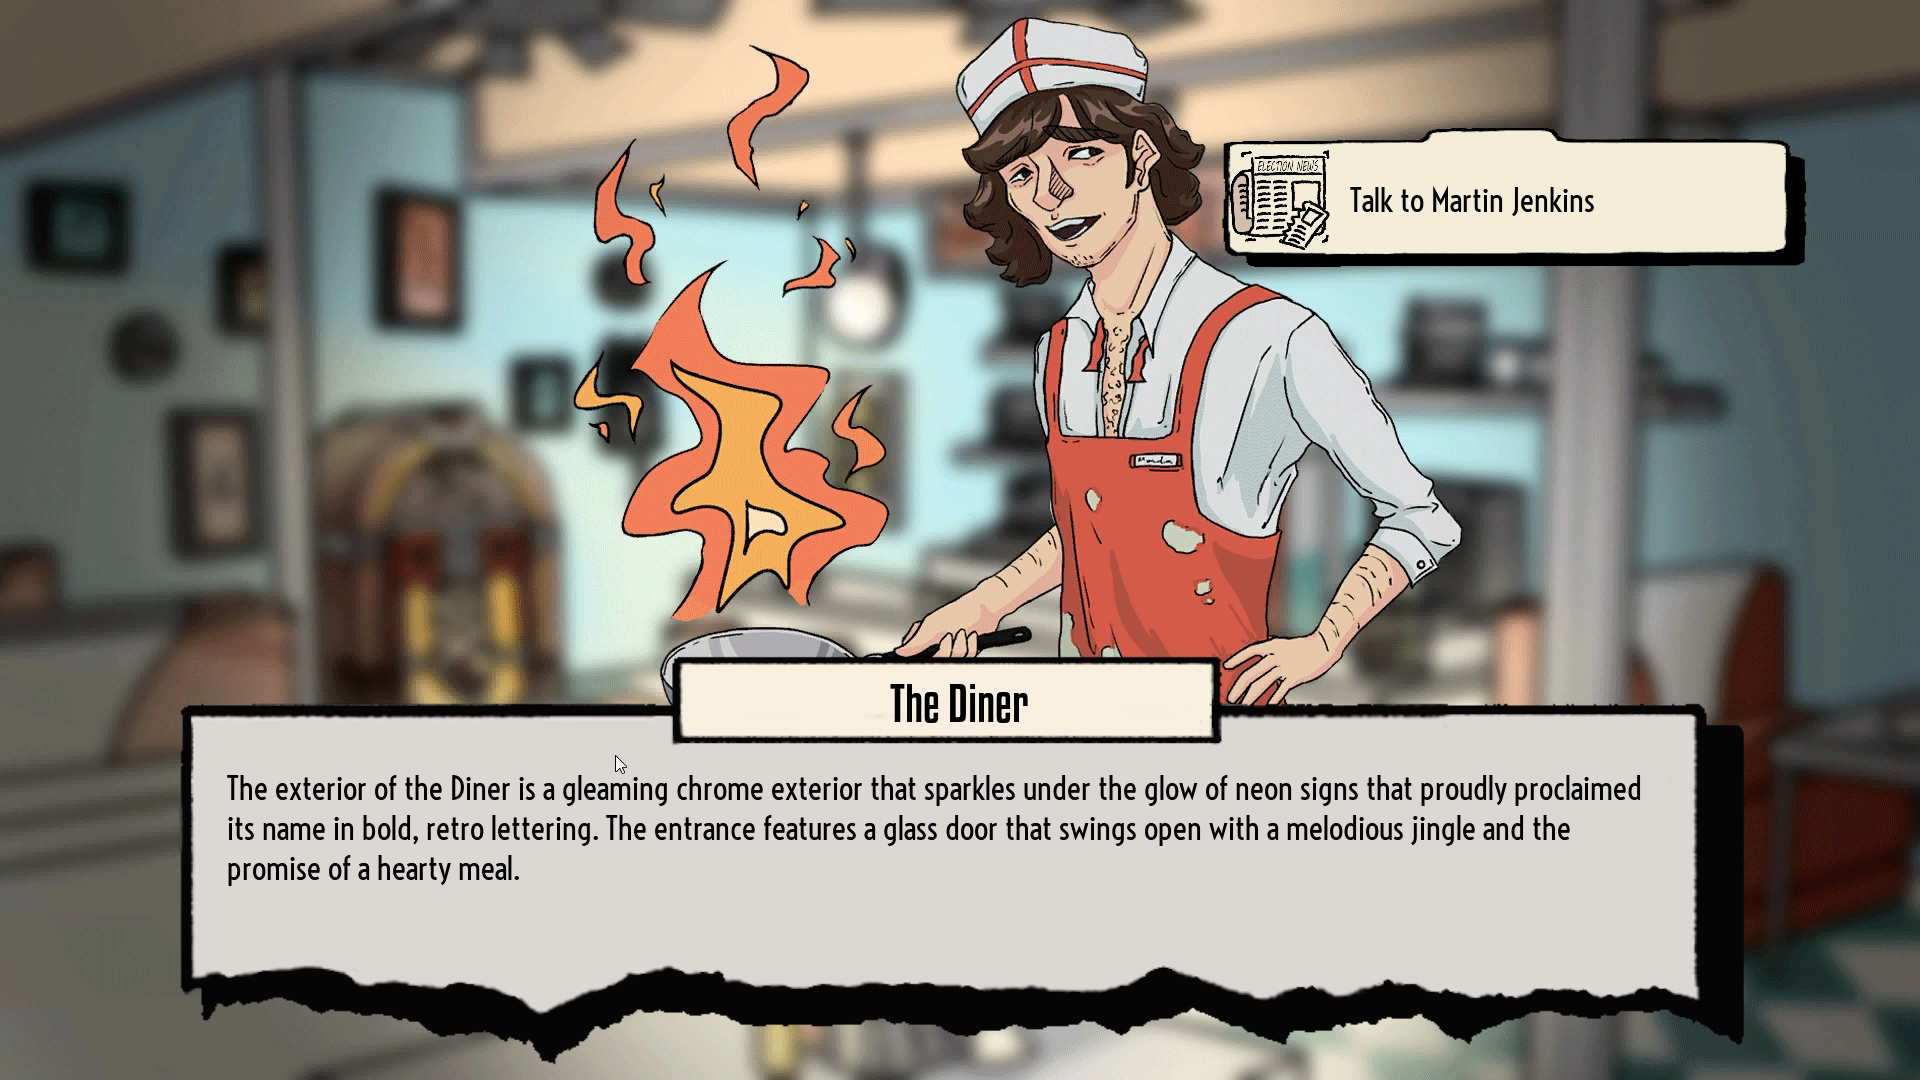 ELECTION NEWS
Talk to Martin Jenkins
The Diner
The exterior of the Diner is a gleaming chrome exterior that sparkles under the glow of neon signs that proudly proclaimed
its name in bold, retro lettering. The entrance features a glass door that swings open with a melodious jingle and the
promise of a hearty meal.